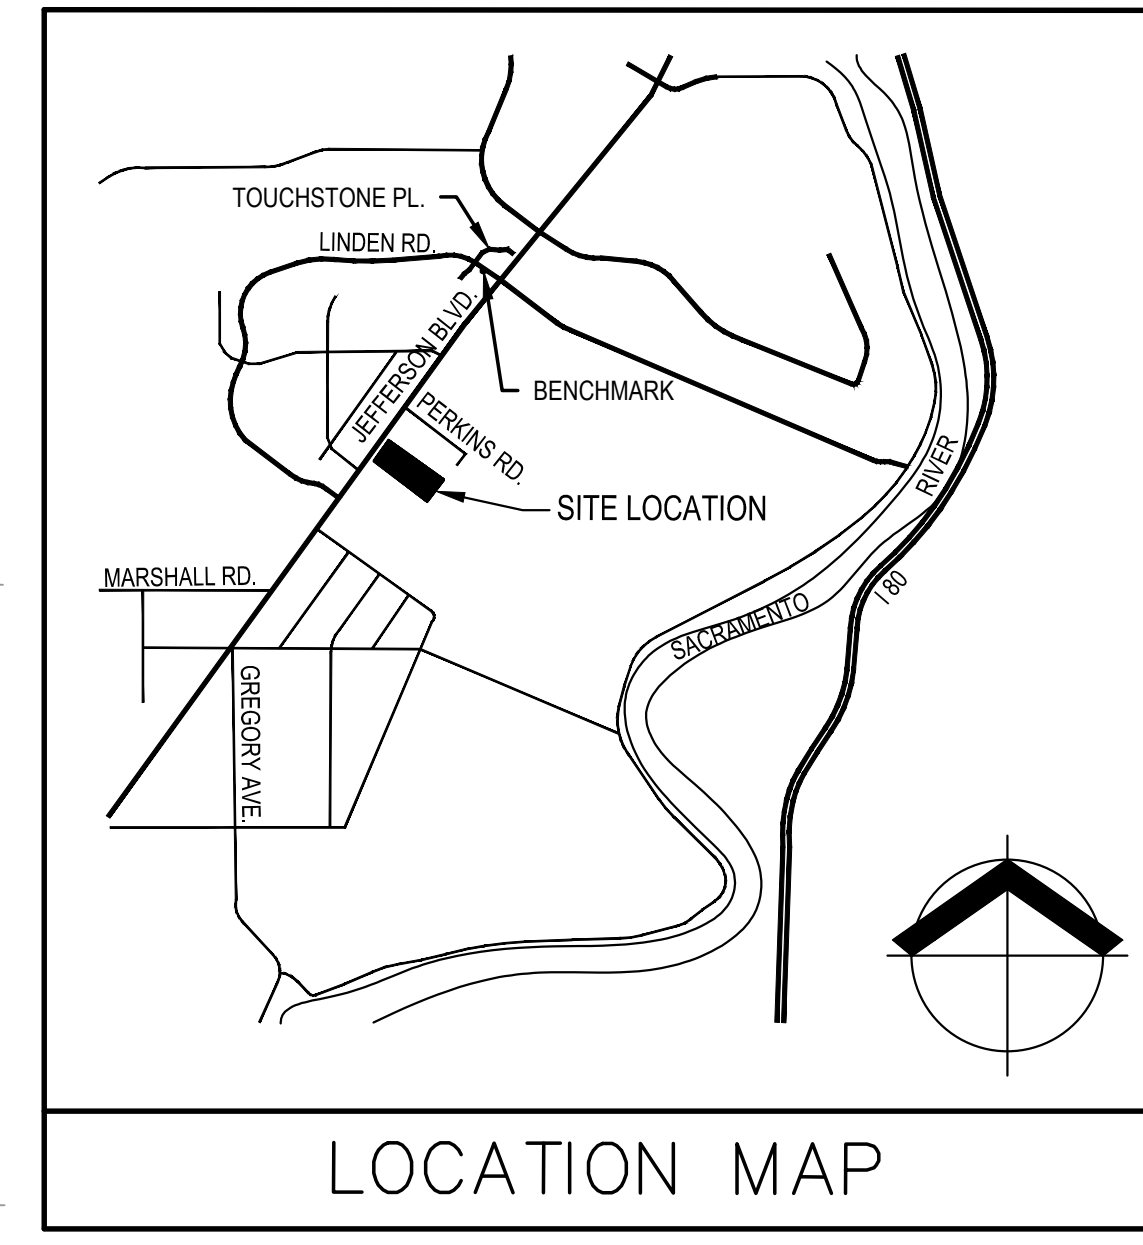 TOUCHSTONE PL.
LINDEN RD.
JEFFERSON BLVD.
BENCHMARK
PERKINS RD.
RIVER
SITE LOCATION
MARSHALL RD.
I 80
SACRAMENTO
GREGORY AVE.
LOCATION MAP